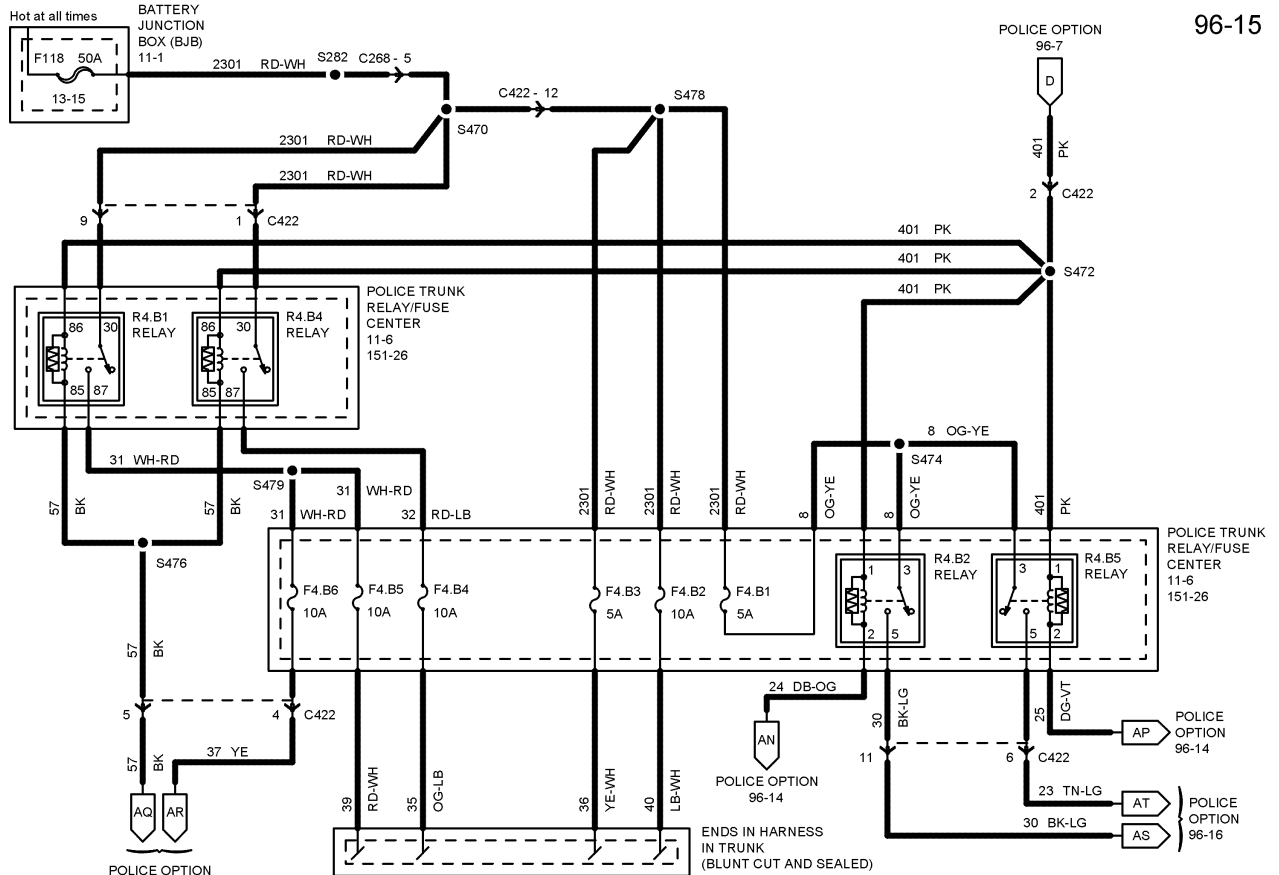 Hot at all times
BATTERY
JUNCTION
BOX (BJB)
11-1
F118 50A
13-15
2301 RD-WH
S282
C268 - 5
C422 - 12
S478
S470
2301 RD-WH
2301 RD-WH
9
1
C422
POLICE OPTION
96-7
D
96-15
401
PK
2
C422
401 PK
401 PK
401 PK
S472
POLICE TRUNK
RELAY/FUSE
CENTER
11-6
151-26
86
30
R4.B1
RELAY
85
87
86
30
R4.B4
RELAY
85
87
31 WH-RD
S479
31
WH-RD
31
WH-RD
32
RD-LB
57
BK
57
BK
S476
2301
RD-WH
2301
RD-WH
2301
RD-WH
8
OG-YE
8 OG-YE
S474
8
OG-YE
401
PK
POLICE TRUNK
RELAY/FUSE
CENTER
11-6
151-26
F4.B6
10A
F4.B5
10A
F4.B4
10A
F4.B3
5A
F4.B2
10A
F4.B1
5A
1
3
R4.B2
RELAY
2
5
3
1
R4.B5
RELAY
5
2
57
BK
5
4
C422
57
BK
37 YE
AQ
AR
POLICE OPTION
39
RD-WH
35
OG-LB
36
YE-WH
40
LB-WH
ENDS IN HARNESS
IN TRUNK
(BLUNT CUT AND SEALED)
24 DB-OG
AN
POLICE OPTION
96-14
30
BK-LG
25
DG-VT
AP
POLICE
OPTION
96-14
11
6
C422
23 TN-LG
AT
30 BK-LG
AS
POLICE
OPTION
96-16